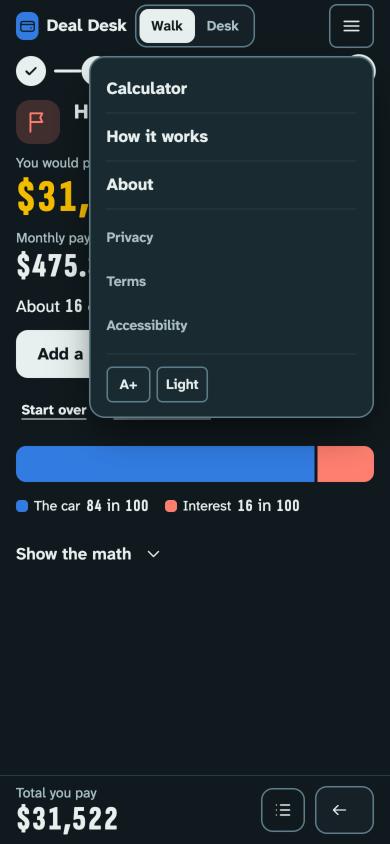 Deal Desk Walk Desk
Calculator
How it works
About
Privacy
Terms
Accessibility
A+ Light
H
You would p
$31,
Monthly pay
$475.
About 16
Add a
Start over
The car 84 in 100 Interest 16 in 100
Show the math
Total you pay
$31,522